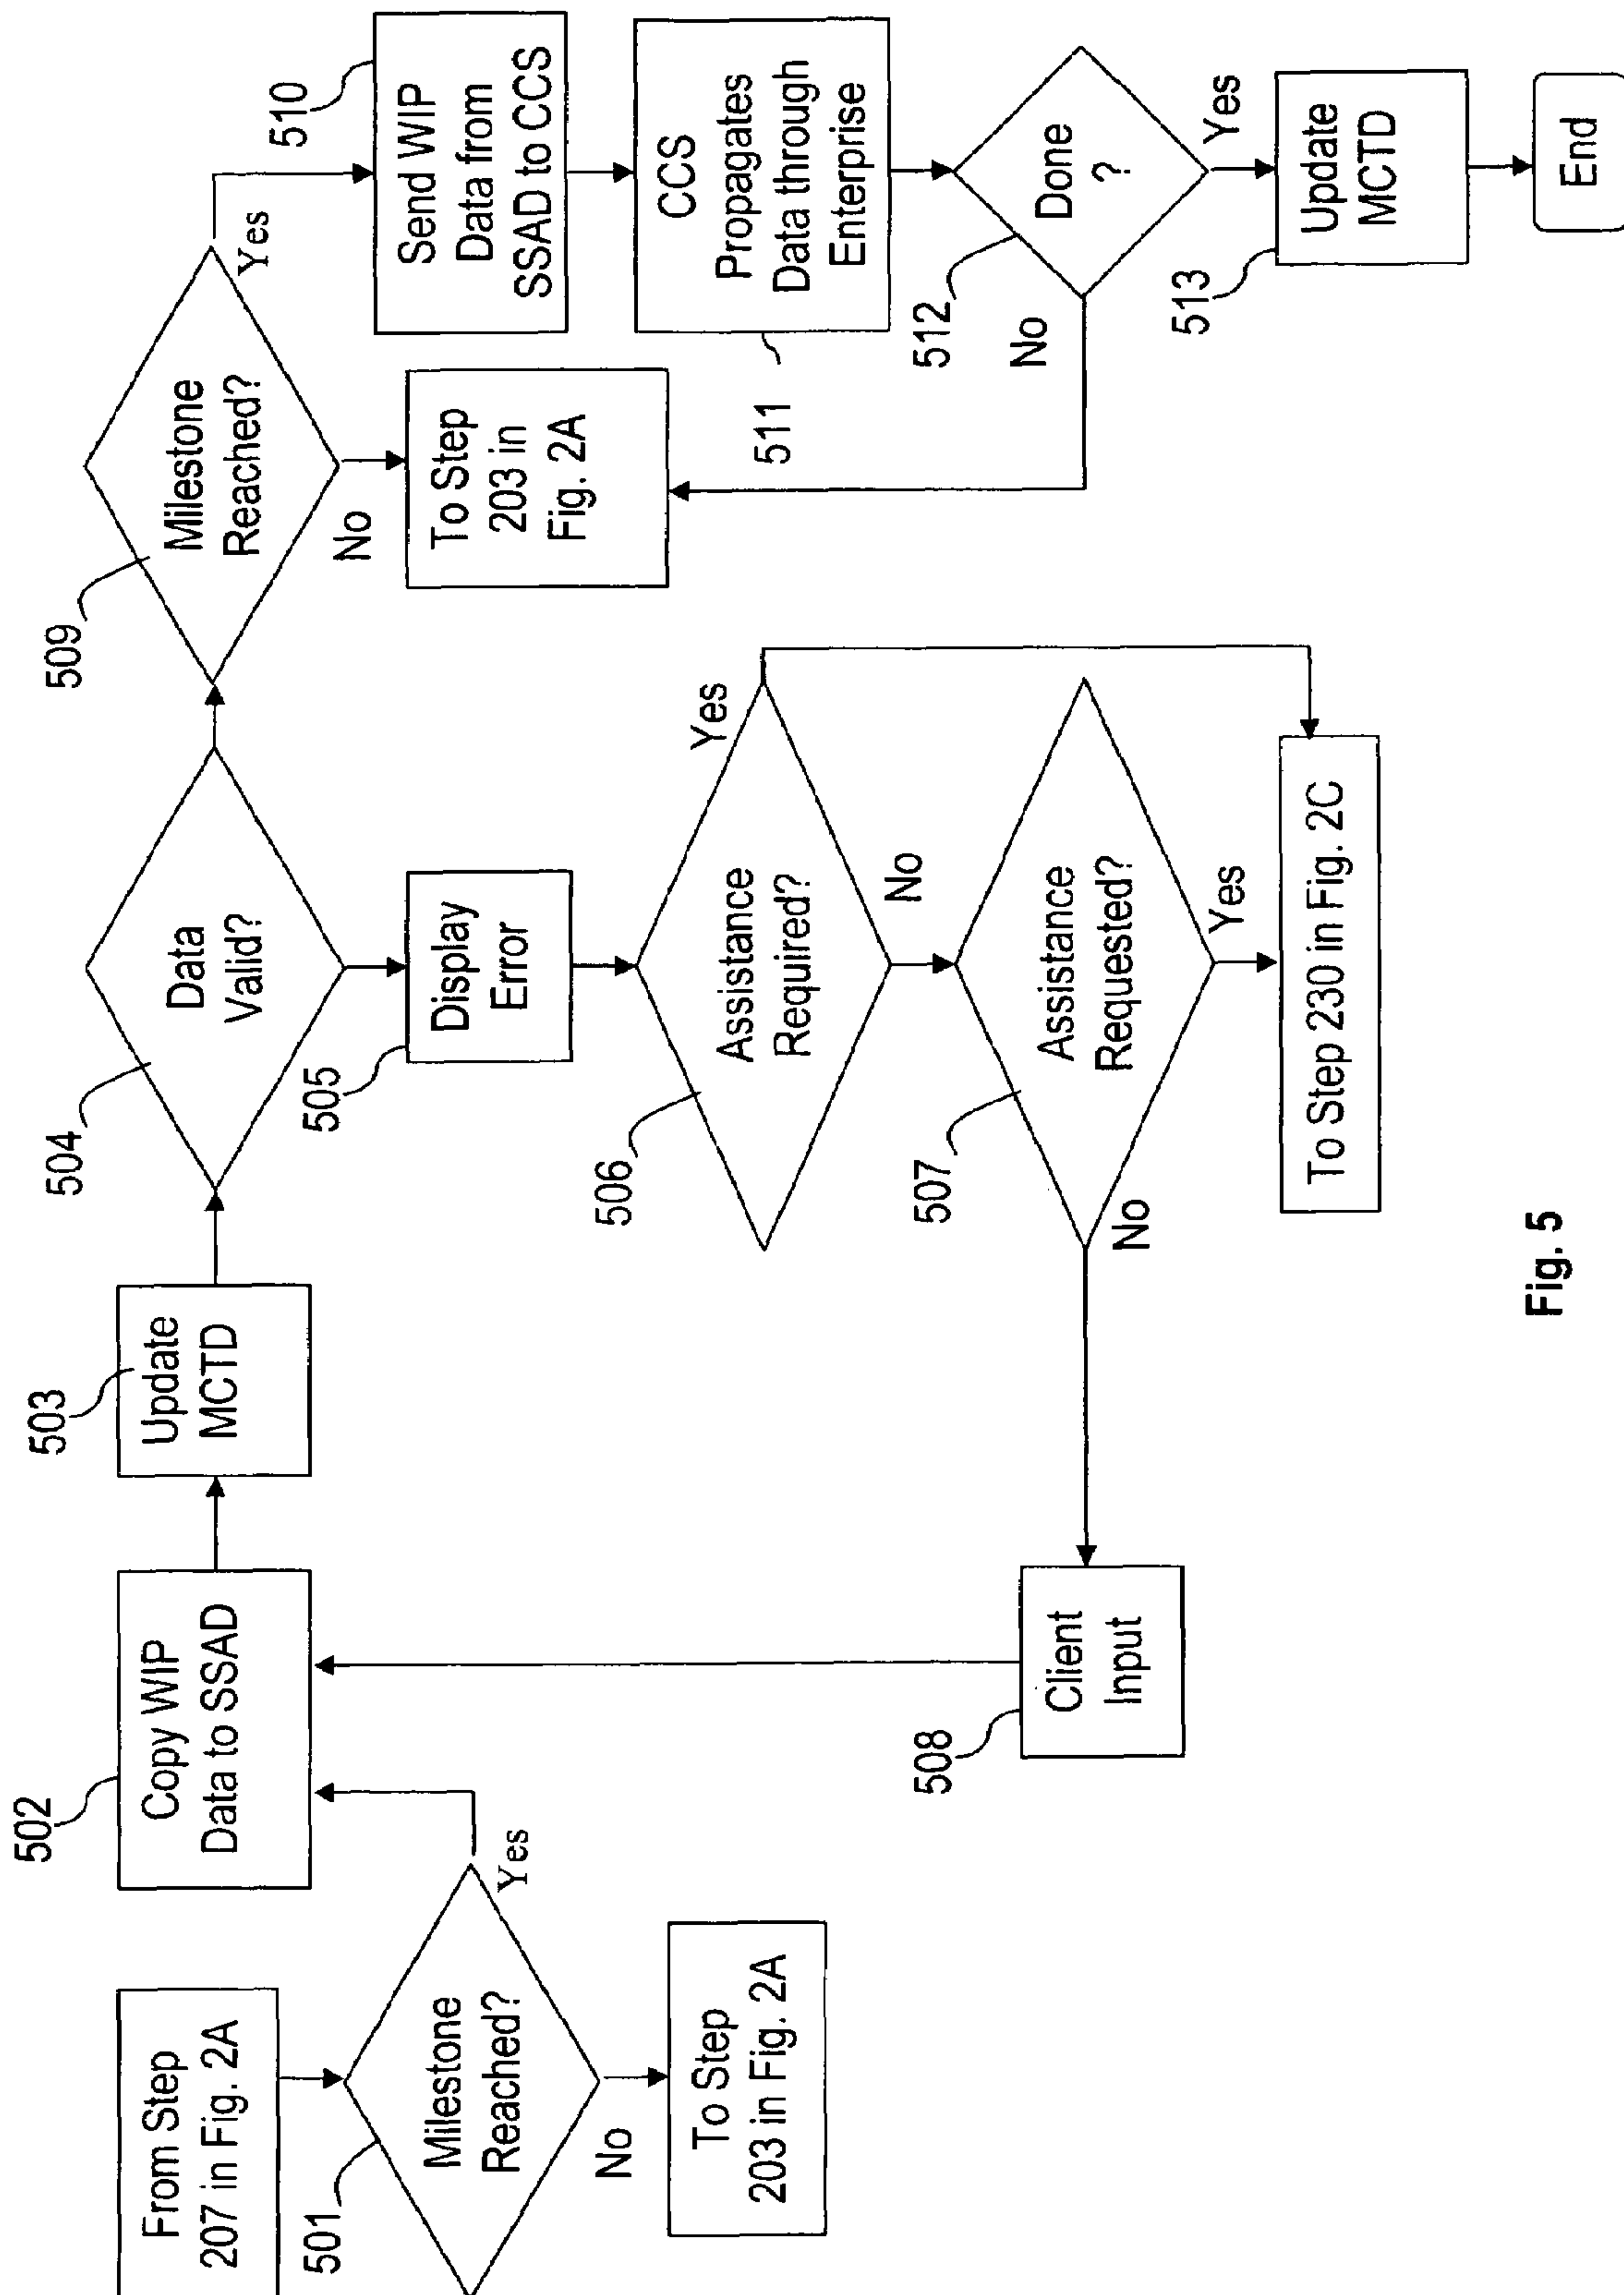 From Step
207 in Fig. 2A
501
Milestone
Reached?
Yes
No
To Step
203 in Fig. 2A
502
Copy WIP
Data to SSAD
503
Update
MCTD
504
Data
Valid?
505
Display
Error
506
Assistance
Required?
Yes
No
507
Assistance
Requested?
Yes
No
To Step 230 in Fig. 2C
508
Client
Input
509
Milestone
Reached?
Yes
No
To Step
203 in
Fig. 2A
510
Send WIP
Data from
SSAD to CCS
511
CCS
Propagates
Data through
Enterprise
512
Done
?
No
Yes
513
Update
MCTD
End
Fig. 5